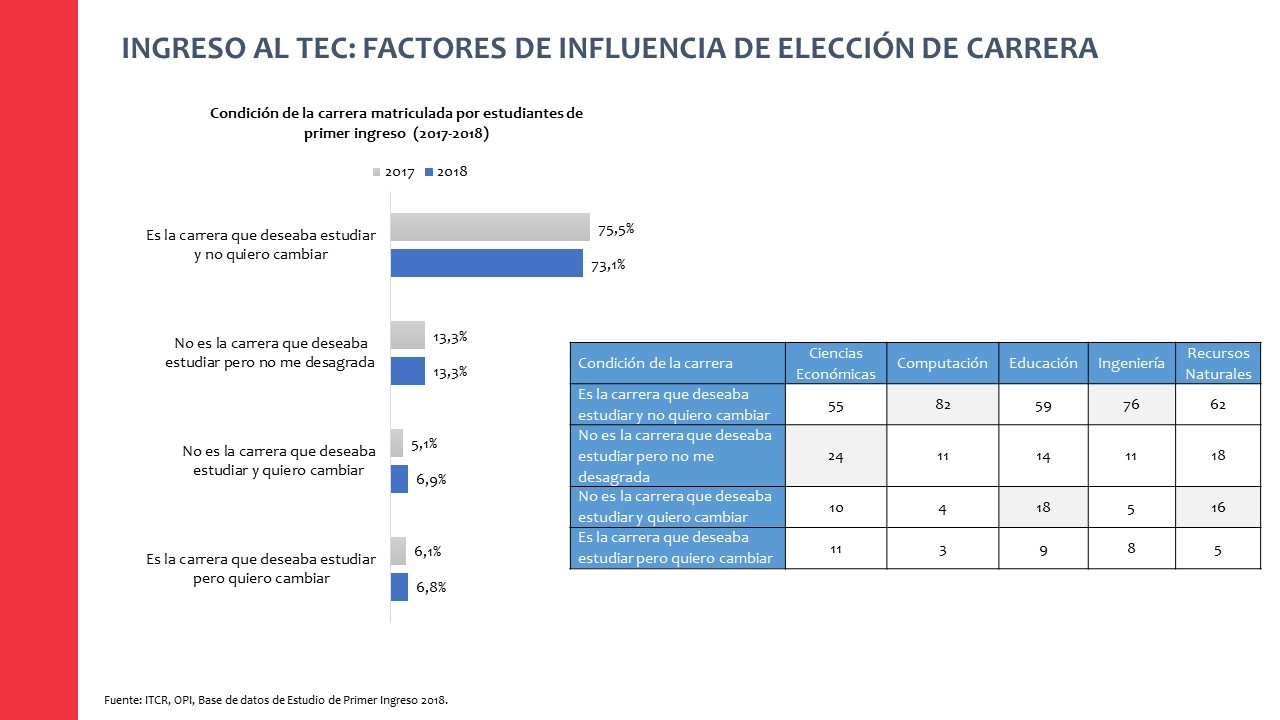 INGRESO AL TEC: FACTORES DE INFLUENCIA DE ELECCIÓN DE CARRERA
Condición de la carrera matriculada por estudiantes de
primer ingreso (2017-2018)
2017 2018
Es la carrera que deseaba estudiar
y no quiero cambiar
75,5%
73,1%
No es la carrera que deseaba
estudiar pero no me desagrada
13,3%
13,3%
No es la carrera que deseaba
estudiar y quiero cambiar
5,1%
6,9%
Es la carrera que deseaba estudiar
pero quiero cambiar
6,1%
6,8%
Condición de la carrera
Ciencias
Económicas
Computación
Educación
Ingeniería
Recursos
Naturales
Es la carrera que deseaba
estudiar y no quiero cambiar
55 82 59 76 62
No es la carrera que deseaba
estudiar pero no me
desagrada
24 11 14 11 18
No es la carrera que deseaba
estudiar y quiero cambiar
10 4 18 5 16
Es la carrera que deseaba
estudiar pero quiero cambiar
11 3 9 8 5
Fuente: ITCR, OPI, Base de datos de Estudio de Primer Ingreso 2018.